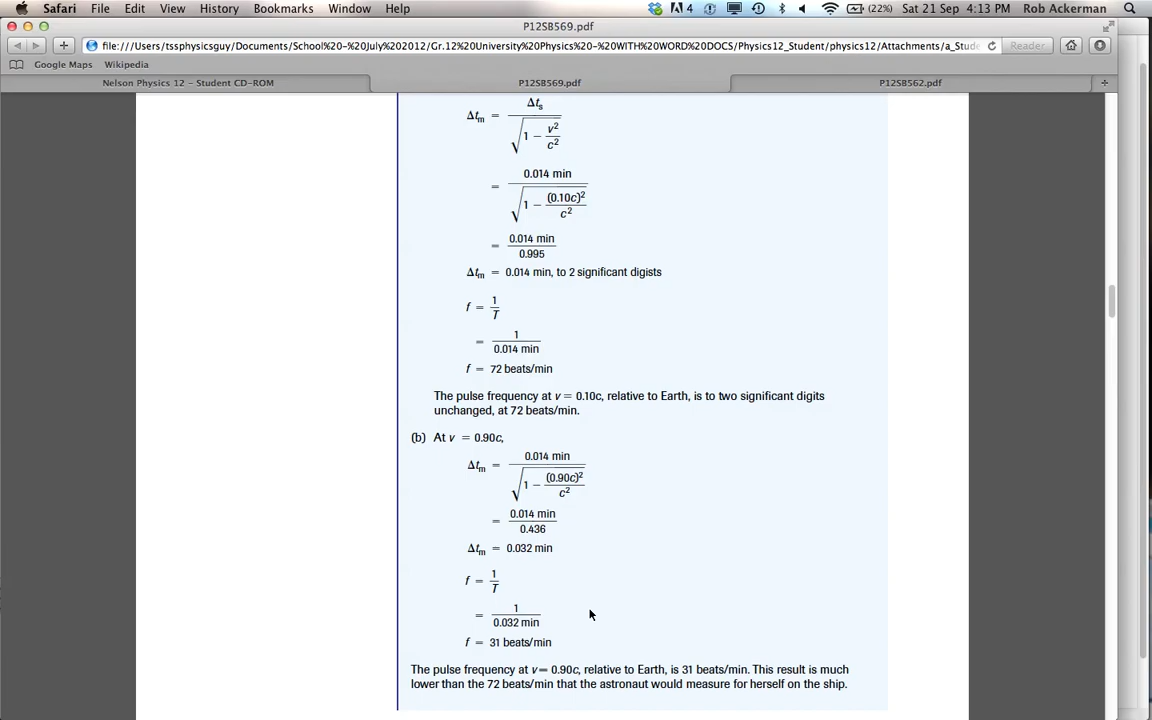 Safari File Edit View History Bookmarks Window Help 4 (22%) Sat 21 Sep 4:13 PM Rob Ackerman
P12SB569.pdf
file:///Users/tssphysicsguy/Documents/School%20-%20July%202012/Gr.12%20University%20Physics%20-%20WITH%20WORD%20DOCS/Physics12_Student/physics12/Attachments/a_Stude Reader
Google Maps Wikipedia
Nelson Physics 12 – Student CD-ROM P12SB569.pdf P12SB562.pdf
Δtm = Δts / √(1 − v²/c²)
= 0.014 min / √(1 − (0.10c)²/c²)
= 0.014 min / 0.995
Δtm = 0.014 min, to 2 significant digists
f = 1/T
= 1 / 0.014 min
f = 72 beats/min
The pulse frequency at v = 0.10c, relative to Earth, is to two significant digits
unchanged, at 72 beats/min.
(b) At v = 0.90c,
Δtm = 0.014 min / √(1 − (0.90c)²/c²)
= 0.014 min / 0.436
Δtm = 0.032 min
f = 1/T
= 1 / 0.032 min
f = 31 beats/min
The pulse frequency at v= 0.90c, relative to Earth, is 31 beats/min. This result is much
lower than the 72 beats/min that the astronaut would measure for herself on the ship.